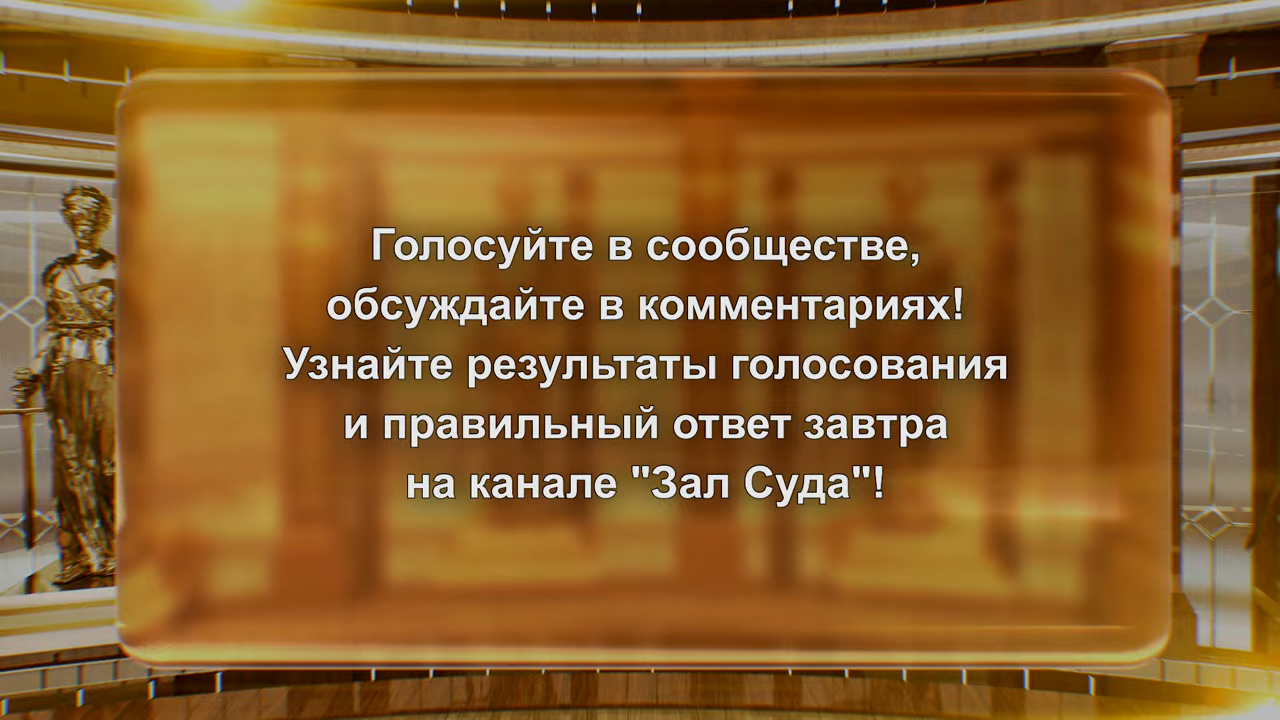 Голосуйте в сообществе,
обсуждайте в комментариях!
Узнайте результаты голосования
и правильный ответ завтра
на канале "Зал Суда"!